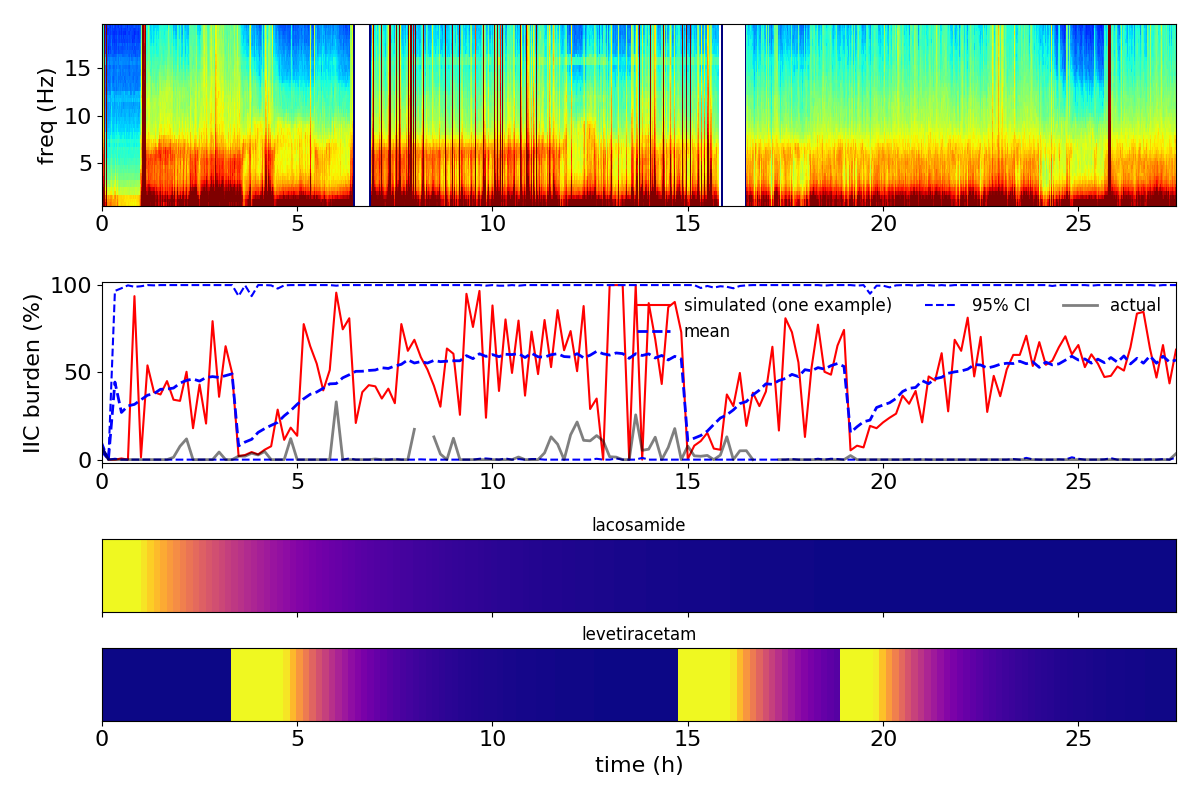 freq (Hz)
15
10
5
0 5 10 15 20 25
IIC burden (%)
100
50
0
simulated (one example) 95% CI actual
mean
0 5 10 15 20 25
lacosamide
levetiracetam
0 5 10 15 20 25
time (h)